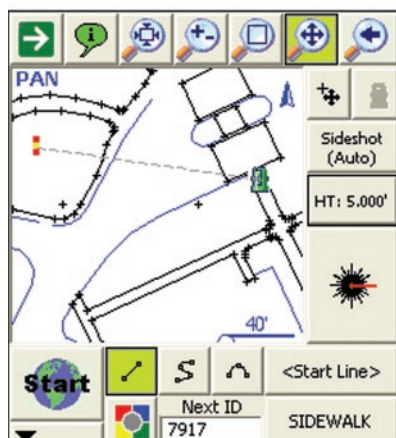 PAN
Sideshot
(Auto)
HT: 5.000'
40'
Start
<Start Line>
Next ID
7917
SIDEWALK